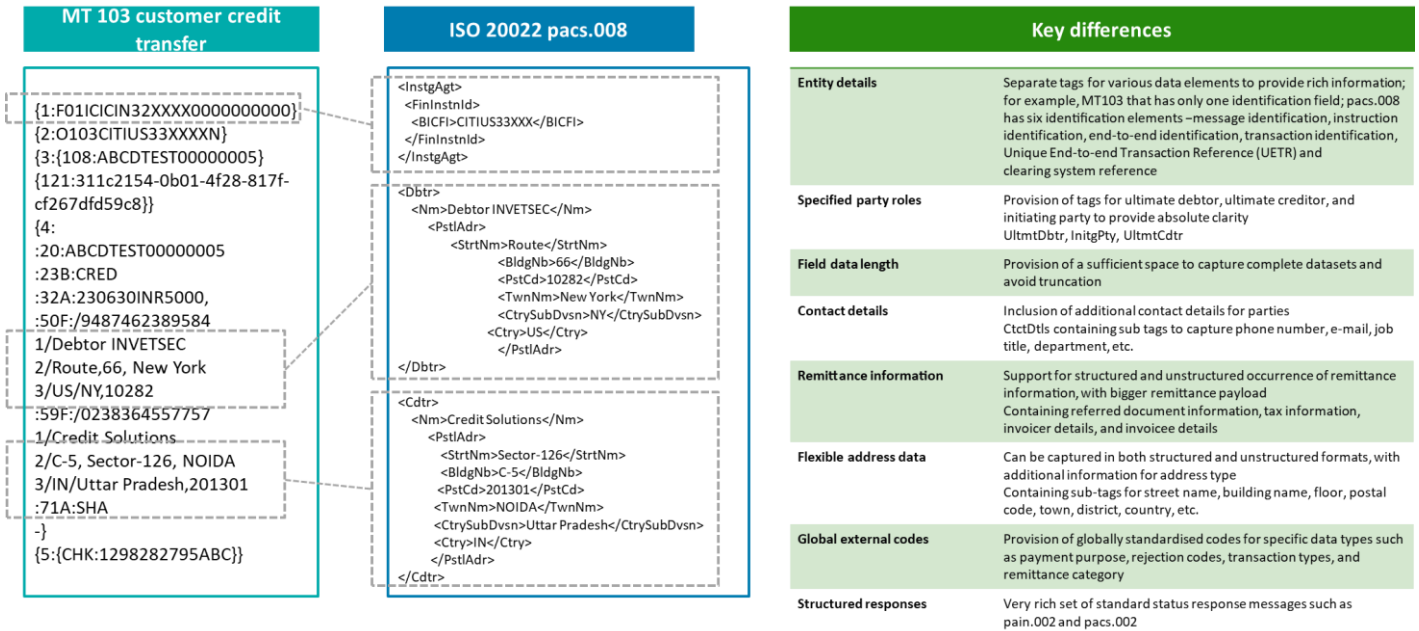 MT 103 customer credit
transfer
{1:F01ICICIN32XXXX0000000000}
{2:O103CITIUS33XXXXN}
{3:{108:ABCDTEST00000005}
{121:311c2154-0b01-4f28-817f-
cf267dfd59c8}}
{4:
:20:ABCDTEST00000005
:23B:CRED
:32A:230630INR5000,
:50F:/9487462389584
1/Debtor INVETSEC
2/Route,66, New York
3/US/NY,10282
:59F:/0238364557757
1/Credit Solutions
2/C-5, Sector-126, NOIDA
3/IN/Uttar Pradesh,201301
:71A:SHA
-}
{5:{CHK:1298282795ABC}}
ISO 20022 pacs.008
<InstgAgt>
<FinInstnId>
<BICFI>CITIUS33XXX</BICFI>
</FinInstnId>
</InstgAgt>
<Dbtr>
<Nm>Debtor INVETSEC</Nm>
<PstlAdr>
<StrtNm>Route</StrtNm>
<BldgNb>66</BldgNb>
<PstCd>10282</PstCd>
<TwnNm>New York</TwnNm>
<CtrySubDvsn>NY</CtrySubDvsn>
<Ctry>US</Ctry>
</PstlAdr>
</Dbtr>
<Cdtr>
<Nm>Credit Solutions</Nm>
<PstlAdr>
<StrtNm>Sector-126</StrtNm>
<BldgNb>C-5</BldgNb>
<PstCd>201301</PstCd>
<TwnNm>NOIDA</TwnNm>
<CtrySubDvsn>Uttar Pradesh</CtrySubDvsn>
<Ctry>IN</Ctry>
</PstlAdr>
</Cdtr>
Key differences
Entity details
Separate tags for various data elements to provide rich information;
for example, MT103 that has only one identification field; pacs.008
has six identification elements –message identification, instruction
identification, end-to-end identification, transaction identification,
Unique End-to-end Transaction Reference (UETR) and
clearing system reference
Specified party roles
Provision of tags for ultimate debtor, ultimate creditor, and
initiating party to provide absolute clarity
UltmtDbtr, InitgPty, UltmtCdtr
Field data length
Provision of a sufficient space to capture complete datasets and
avoid truncation
Contact details
Inclusion of additional contact details for parties
CtctDtls containing sub tags to capture phone number, e-mail, job
title, department, etc.
Remittance information
Support for structured and unstructured occurrence of remittance
information, with bigger remittance payload
Containing referred document information, tax information,
invoicer details, and invoicee details
Flexible address data
Can be captured in both structured and unstructured formats, with
additional information for address type
Containing sub-tags for street name, building name, floor, postal
code, town, district, country, etc.
Global external codes
Provision of globally standardised codes for specific data types such
as payment purpose, rejection codes, transaction types, and
remittance category
Structured responses
Very rich set of standard status response messages such as
pain.002 and pacs.002